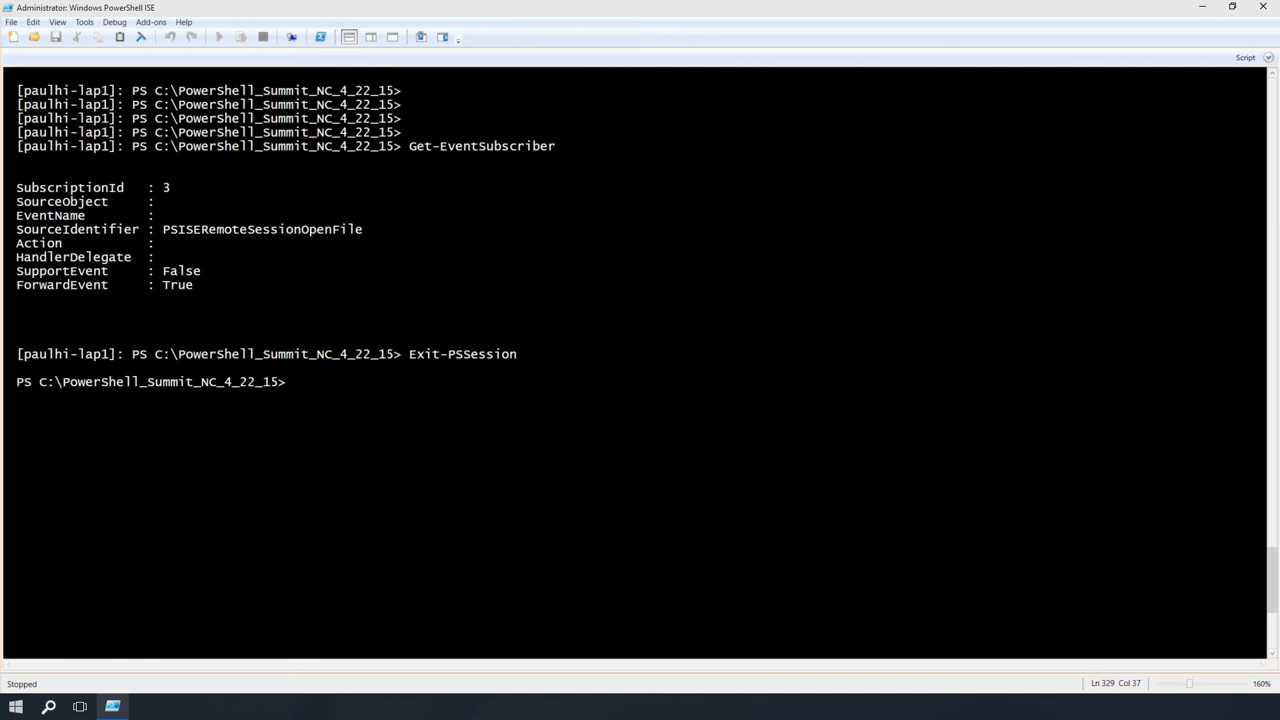 Administrator: Windows PowerShell ISE
File Edit View Tools Debug Add-ons Help
Script
[paulhi-lap1]: PS C:\PowerShell_Summit_NC_4_22_15>
[paulhi-lap1]: PS C:\PowerShell_Summit_NC_4_22_15>
[paulhi-lap1]: PS C:\PowerShell_Summit_NC_4_22_15>
[paulhi-lap1]: PS C:\PowerShell_Summit_NC_4_22_15>
[paulhi-lap1]: PS C:\PowerShell_Summit_NC_4_22_15> Get-EventSubscriber
SubscriptionId : 3
SourceObject :
EventName :
SourceIdentifier : PSISERemoteSessionOpenFile
Action :
HandlerDelegate :
SupportEvent : False
ForwardEvent : True
[paulhi-lap1]: PS C:\PowerShell_Summit_NC_4_22_15> Exit-PSSession
PS C:\PowerShell_Summit_NC_4_22_15>
Stopped
Ln 329 Col 37
160%